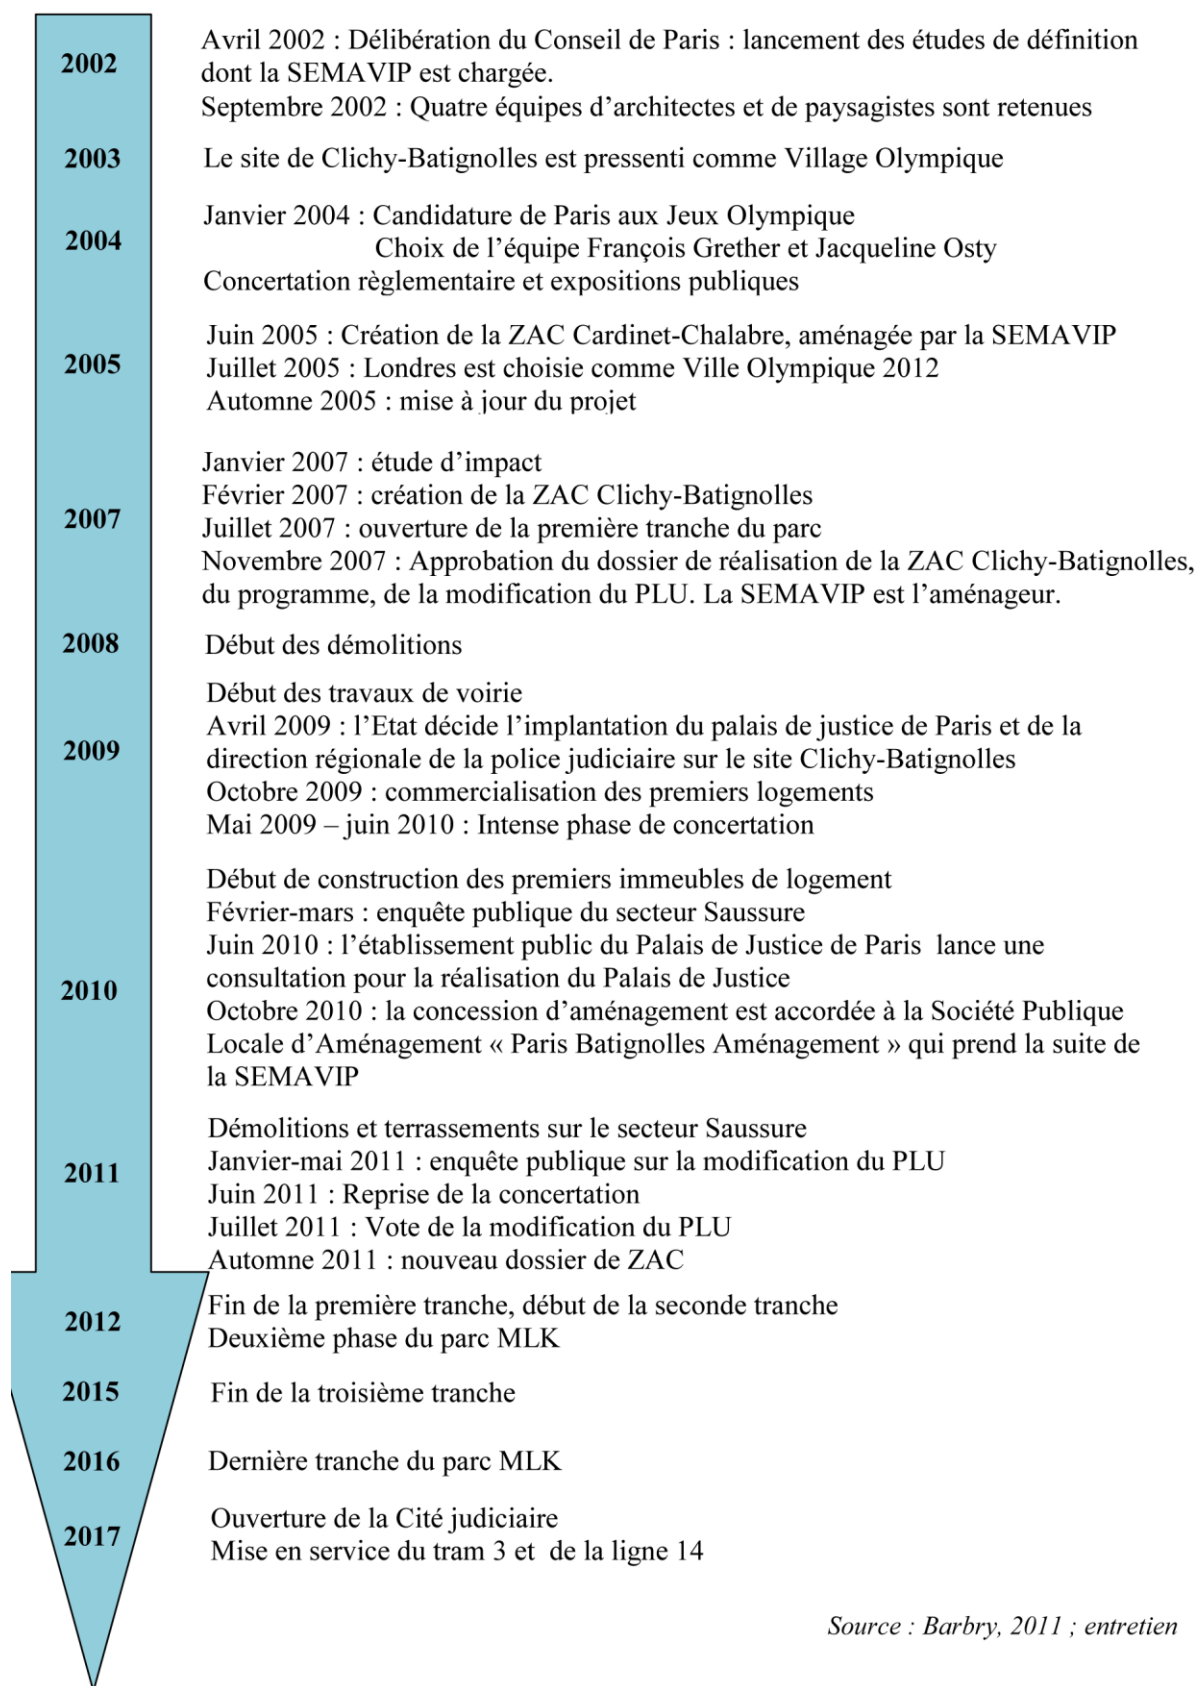 2002
Avril 2002 : Délibération du Conseil de Paris : lancement des études de définition
dont la SEMAVIP est chargée.
Septembre 2002 : Quatre équipes d’architectes et de paysagistes sont retenues
2003
Le site de Clichy-Batignolles est pressenti comme Village Olympique
2004
Janvier 2004 : Candidature de Paris aux Jeux Olympique
Choix de l’équipe François Grether et Jacqueline Osty
Concertation règlementaire et expositions publiques
2005
Juin 2005 : Création de la ZAC Cardinet-Chalabre, aménagée par la SEMAVIP
Juillet 2005 : Londres est choisie comme Ville Olympique 2012
Automne 2005 : mise à jour du projet
2007
Janvier 2007 : étude d’impact
Février 2007 : création de la ZAC Clichy-Batignolles
Juillet 2007 : ouverture de la première tranche du parc
Novembre 2007 : Approbation du dossier de réalisation de la ZAC Clichy-Batignolles,
du programme, de la modification du PLU. La SEMAVIP est l’aménageur.
2008
Début des démolitions
2009
Début des travaux de voirie
Avril 2009 : l’Etat décide l’implantation du palais de justice de Paris et de la
direction régionale de la police judiciaire sur le site Clichy-Batignolles
Octobre 2009 : commercialisation des premiers logements
Mai 2009 – juin 2010 : Intense phase de concertation
2010
Début de construction des premiers immeubles de logement
Février-mars : enquête publique du secteur Saussure
Juin 2010 : l’établissement public du Palais de Justice de Paris lance une
consultation pour la réalisation du Palais de Justice
Octobre 2010 : la concession d’aménagement est accordée à la Société Publique
Locale d’Aménagement « Paris Batignolles Aménagement » qui prend la suite de
la SEMAVIP
2011
Démolitions et terrassements sur le secteur Saussure
Janvier-mai 2011 : enquête publique sur la modification du PLU
Juin 2011 : Reprise de la concertation
Juillet 2011 : Vote de la modification du PLU
Automne 2011 : nouveau dossier de ZAC
2012
Fin de la première tranche, début de la seconde tranche
Deuxième phase du parc MLK
2015
Fin de la troisième tranche
2016
Dernière tranche du parc MLK
2017
Ouverture de la Cité judiciaire
Mise en service du tram 3 et de la ligne 14
Source : Barbry, 2011 ; entretien